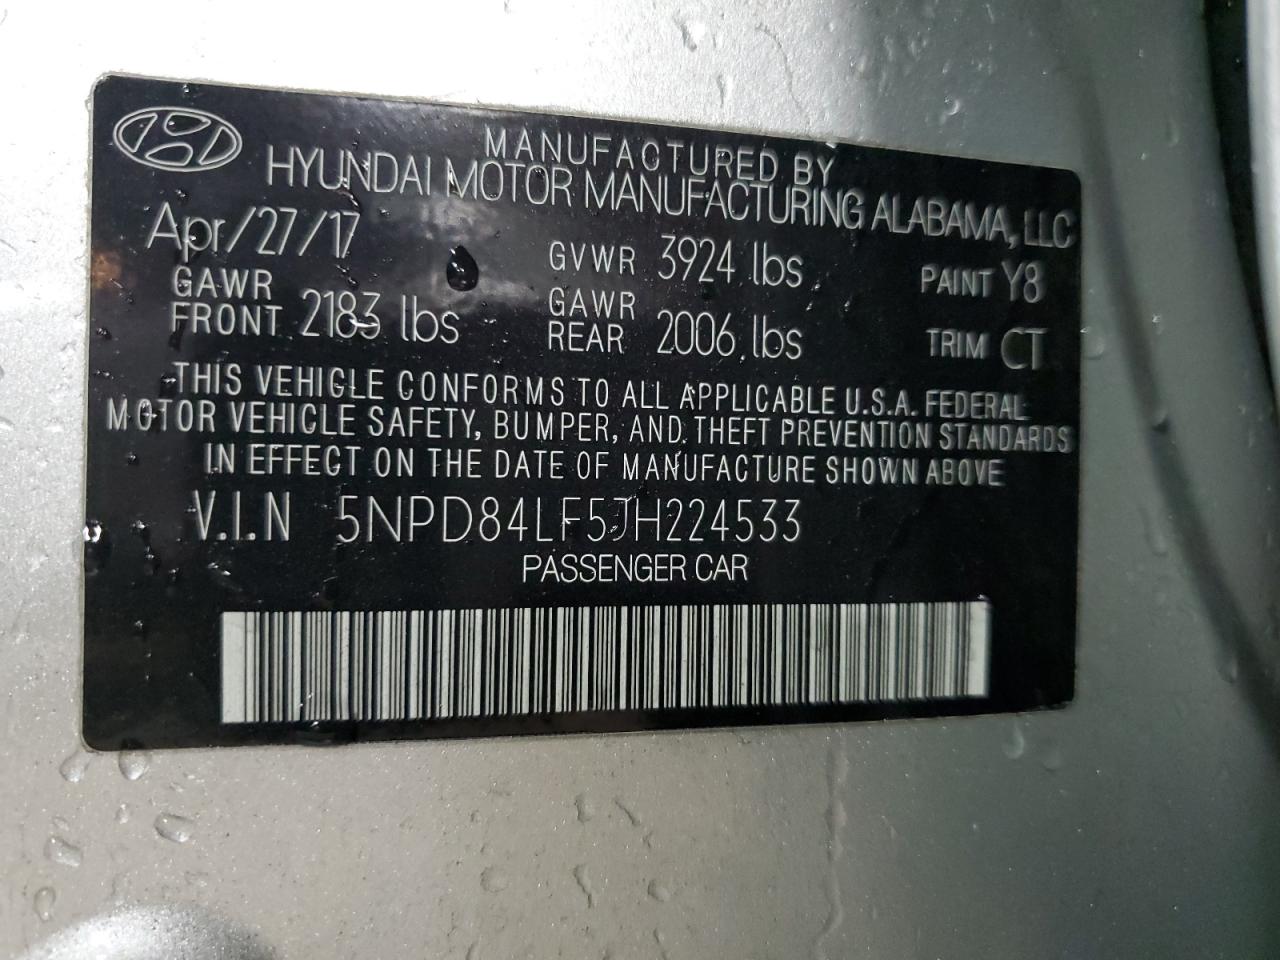 MANUFACTURED BY
HYUNDAI MOTOR MANUFACTURING ALABAMA, LLC
Apr/27/17 GVWR 3924 lbs PAINT Y8
GAWR FRONT 2183 lbs GAWR REAR 2006 lbs TRIM CT
THIS VEHICLE CONFORMS TO ALL APPLICABLE U.S.A. FEDERAL
MOTOR VEHICLE SAFETY, BUMPER, AND THEFT PREVENTION STANDARDS
IN EFFECT ON THE DATE OF MANUFACTURE SHOWN ABOVE
V.I.N 5NPD84LF5JH224533
PASSENGER CAR